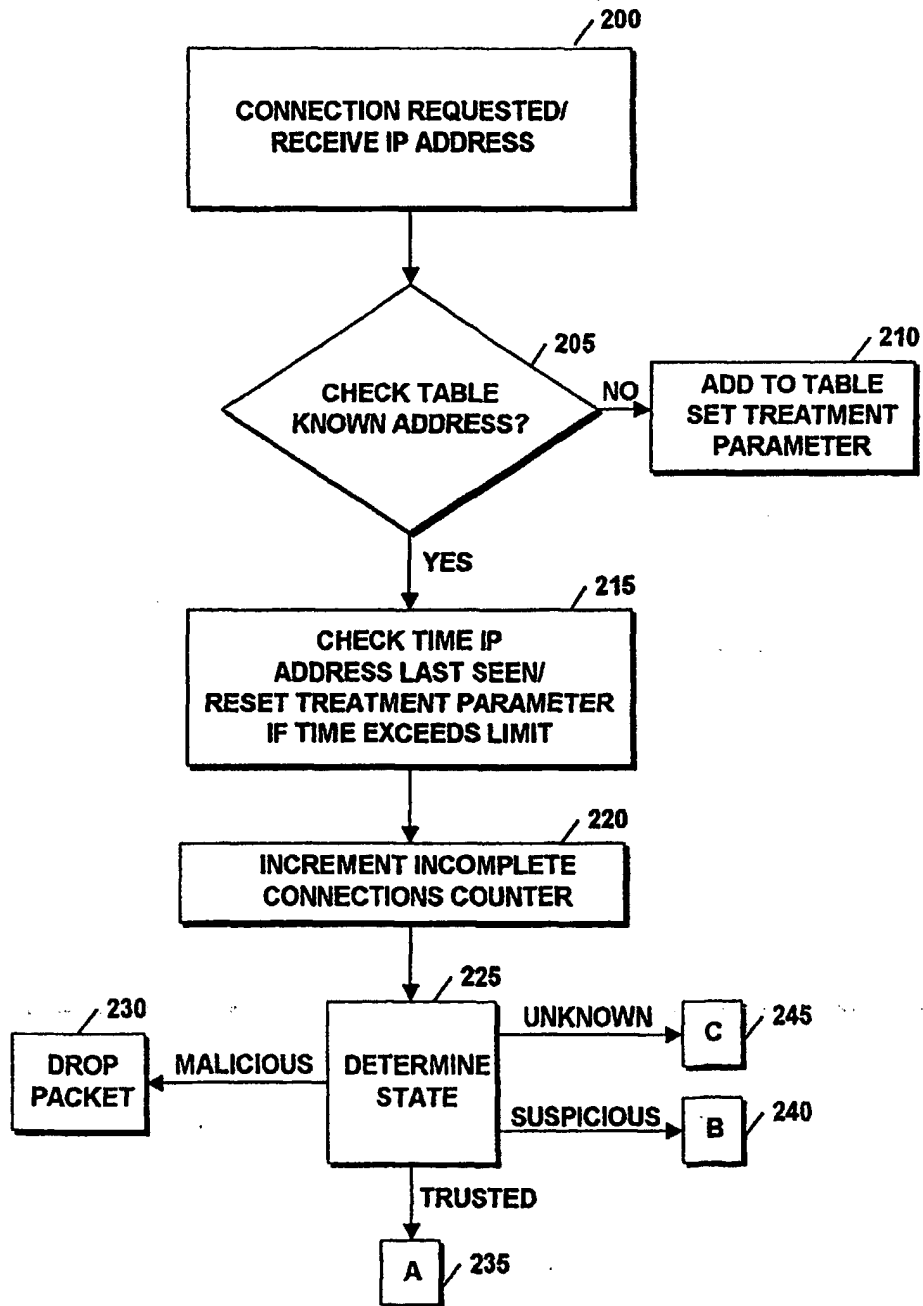 200
CONNECTION REQUESTED/
RECEIVE IP ADDRESS
205
CHECK TABLE
KNOWN ADDRESS?
NO
210
ADD TO TABLE
SET TREATMENT
PARAMETER
YES
215
CHECK TIME IP
ADDRESS LAST SEEN/
RESET TREATMENT PARAMETER
IF TIME EXCEEDS LIMIT
220
INCREMENT INCOMPLETE
CONNECTIONS COUNTER
225
DETERMINE
STATE
230
DROP
PACKET
MALICIOUS
UNKNOWN
C
245
SUSPICIOUS
B
240
TRUSTED
A
235